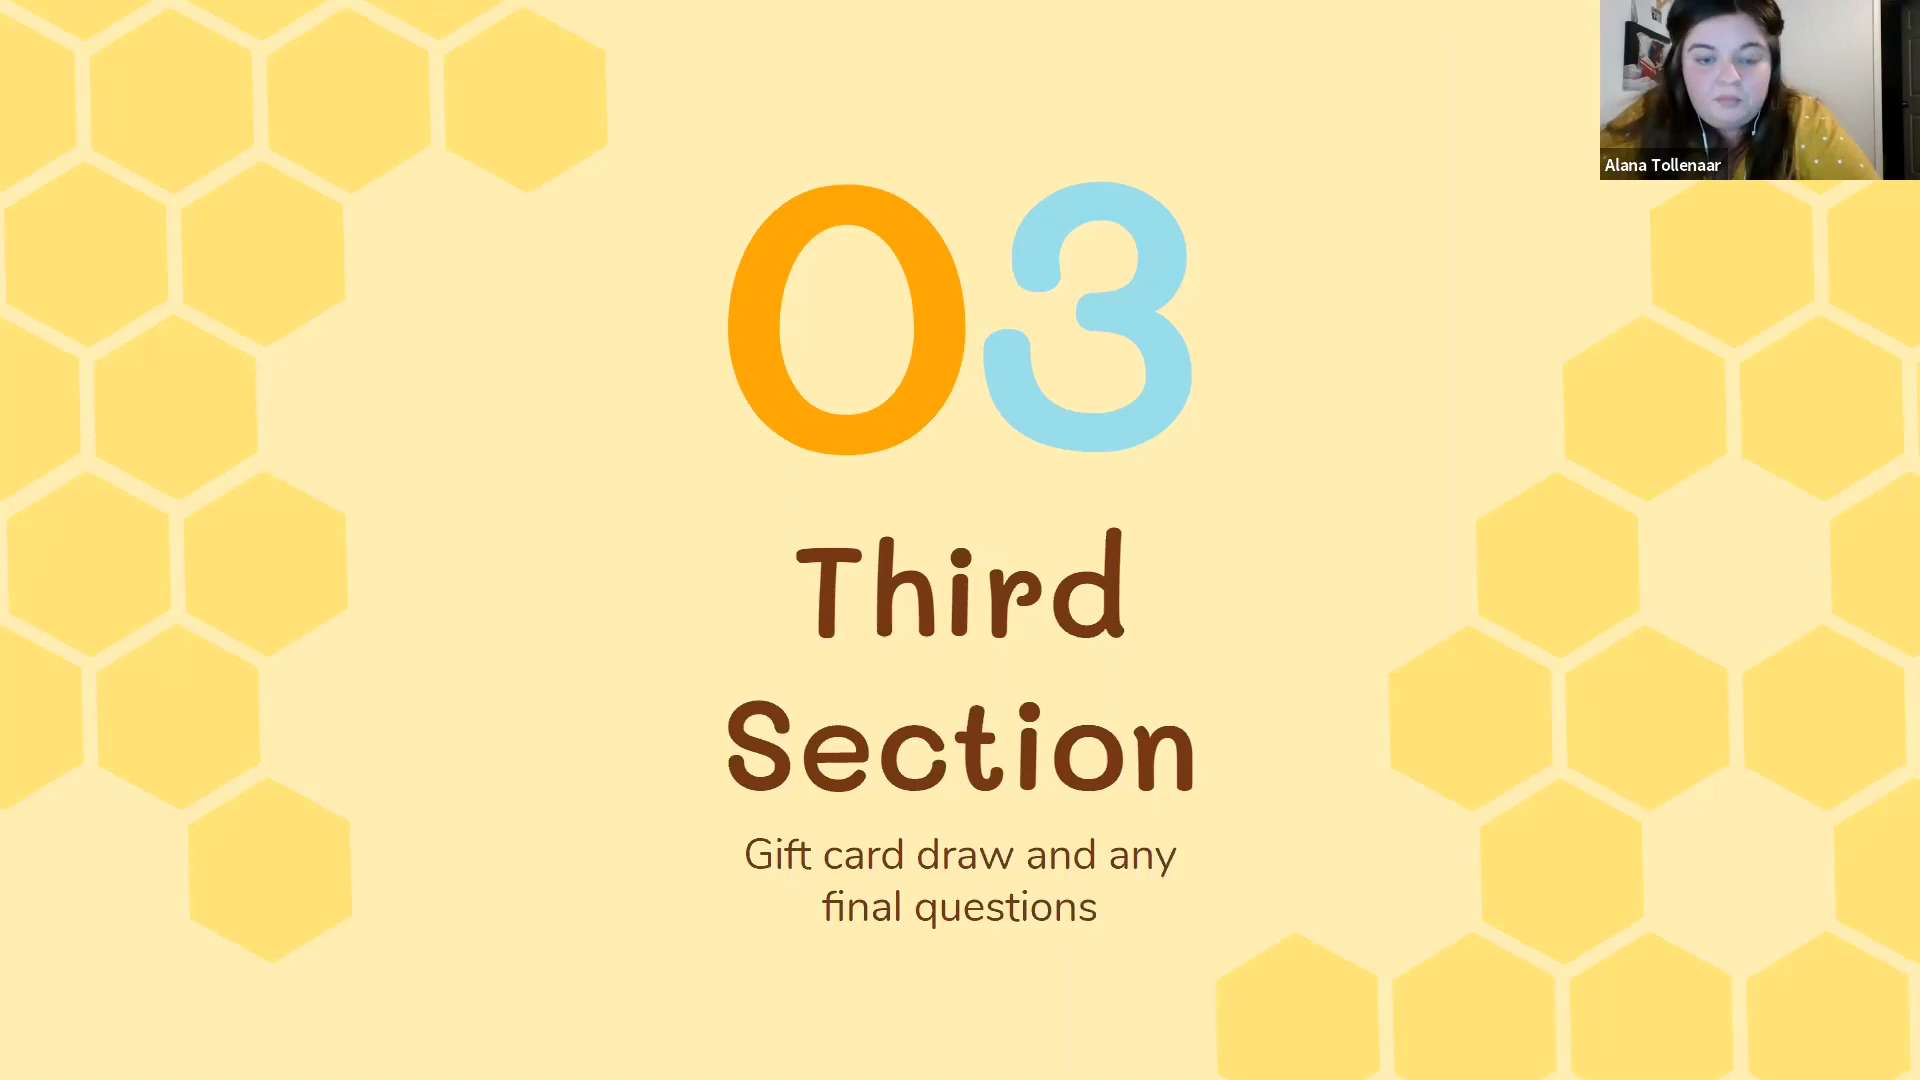 Alana Tollenaar
03
Third
Section
Gift card draw and any
final questions